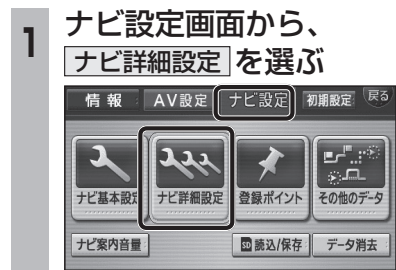 1
ナビ設定画面から、
ナビ詳細設定 を選ぶ
情報 AV設定 ナビ設定 初期設定 戻る
ナビ基本設定 ナビ詳細設定 登録ポイント その他のデータ
ナビ案内音量 SD 読込/保存 データ消去